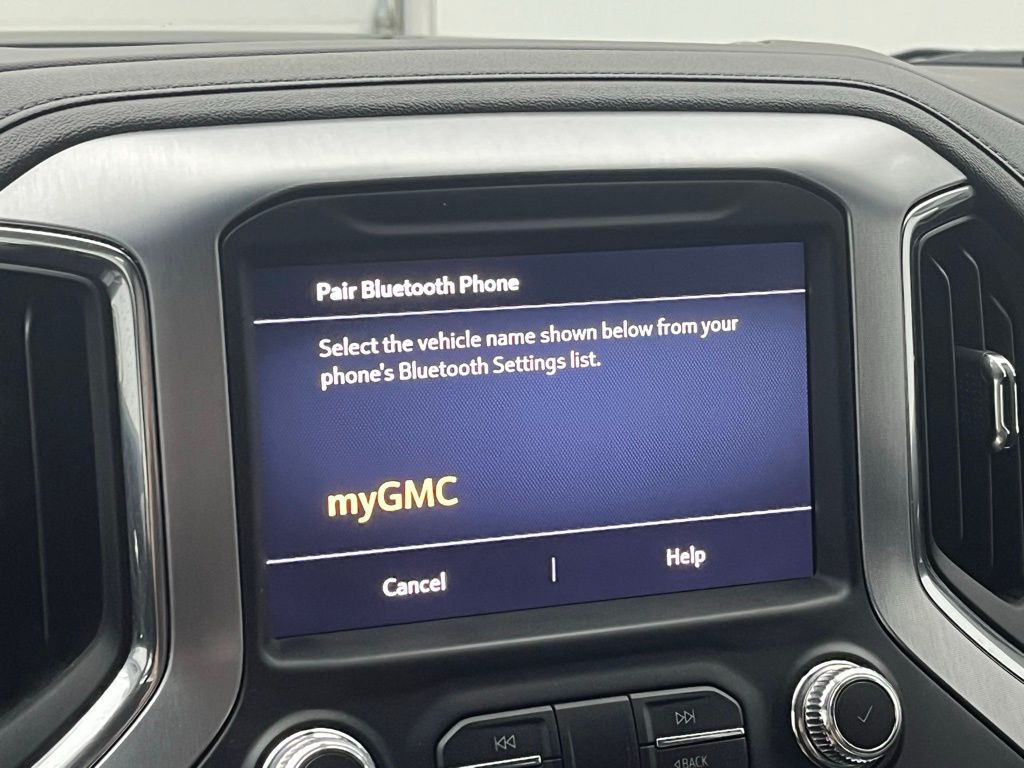 Pair Bluetooth Phone
Select the vehicle name shown below from your
phone's Bluetooth Settings list.
myGMC
Cancel | Help
BACK